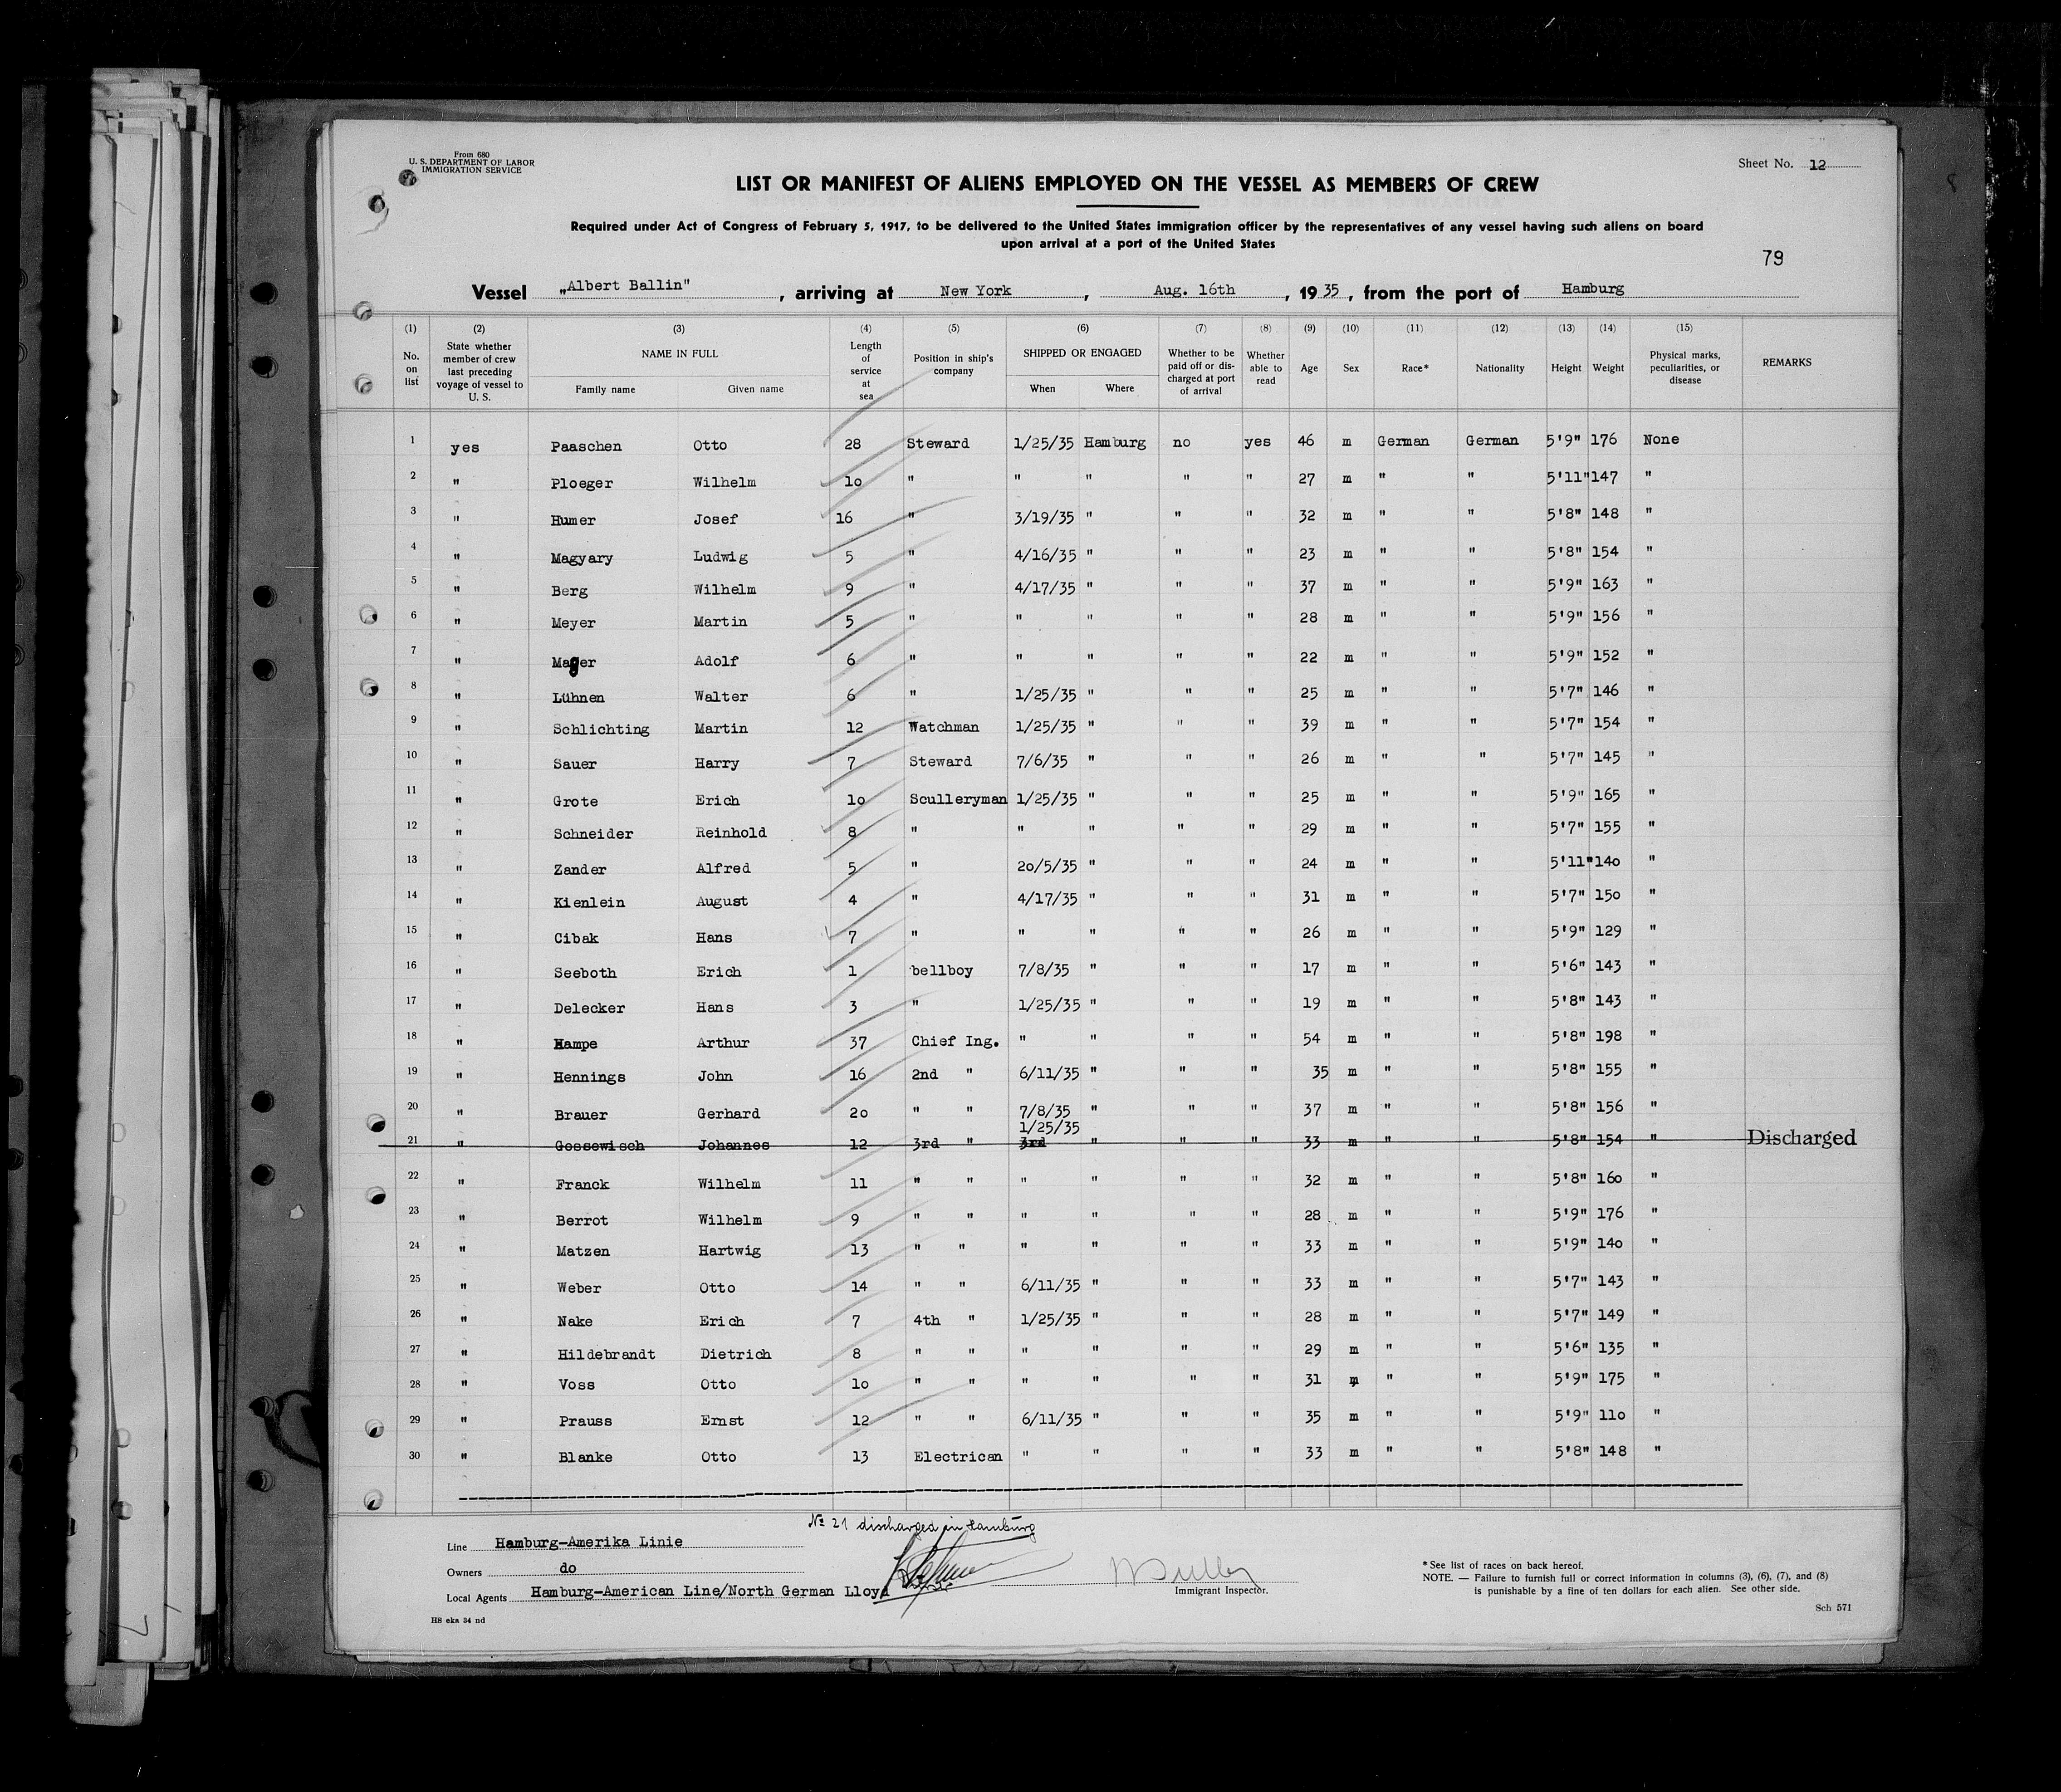 From 680
U. S. DEPARTMENT OF LABOR
IMMIGRATION SERVICE
Sheet No. 12
LIST OR MANIFEST OF ALIENS EMPLOYED ON THE VESSEL AS MEMBERS OF CREW
Required under Act of Congress of February 5, 1917, to be delivered to the United States immigration officer by the representatives of any vessel having such aliens on board
upon arrival at a port of the United States
79
Vessel „Albert Ballin", arriving at New York, Aug. 16th, 1935, from the port of Hamburg
(1) (2) (3) (4) (5) (6) (7) (8) (9) (10) (11) (12) (13) (14) (15)
No. on list State whether member of crew last preceding voyage of vessel to U. S. NAME IN FULL Family name Given name Length of service at sea Position in ship's company SHIPPED OR ENGAGED When Where Whether to be paid off or discharged at port of arrival Whether able to read Age Sex Race* Nationality Height Weight Physical marks, peculiarities, or disease REMARKS
1 yes Paaschen Otto 28 Steward 1/25/35 Hamburg no yes 46 m German German 5'9" 176 None
2 " Ploeger Wilhelm 10 " " " " " 27 m " " 5'11" 147 "
3 " Humer Josef 16 " 3/19/35 " " " 32 m " " 5'8" 148 "
4 " Magyary Ludwig 5 " 4/16/35 " " " 23 m " " 5'8" 154 "
5 " Berg Wilhelm 9 " 4/17/35 " " " 37 m " " 5'9" 163 "
6 " Meyer Martin 5 " " " " " 28 m " " 5'9" 156 "
7 " Mager Adolf 6 " " " " " 22 m " " 5'9" 152 "
8 " Lühnen Walter 6 " 1/25/35 " " " 25 m " " 5'7" 146 "
9 " Schlichting Martin 12 Watchman 1/25/35 " " " 39 m " " 5'7" 154 "
10 " Sauer Harry 7 Steward 7/6/35 " " " 26 m " " 5'7" 145 "
11 " Grote Erich 10 Sculleryman 1/25/35 " " " 25 m " " 5'9" 165 "
12 " Schneider Reinhold 8 " " " " " 29 m " " 5'7" 155 "
13 " Zander Alfred 5 " 20/5/35 " " " 24 m " " 5'11" 140 "
14 " Kienlein August 4 " 4/17/35 " " " 31 m " " 5'7" 150 "
15 " Cibak Hans 7 " " " " " 26 m " " 5'9" 129 "
16 " Seeboth Erich 1 bellboy 7/8/35 " " " 17 m " " 5'6" 143 "
17 " Delecker Hans 3 " 1/25/35 " " " 19 m " " 5'8" 143 "
18 " Hampe Arthur 37 Chief Ing. " " " " 54 m " " 5'8" 198 "
19 " Hennings John 16 2nd " 6/11/35 " " " 35 m " " 5'8" 155 "
20 " Brauer Gerhard 20 " " 7/8/35 " " " 37 m " " 5'8" 156 "
1/25/35
21 " Gossewisch Johannes 12 3rd " 3rd " " " 33 m " " 5'8" 154 " Discharged
22 " Franck Wilhelm 11 " " " " " " 32 m " " 5'8" 160 "
23 " Berrot Wilhelm 9 " " " " " " 28 m " " 5'9" 176 "
24 " Matzen Hartwig 13 " " " " " " 33 m " " 5'9" 140 "
25 " Weber Otto 14 " " 6/11/35 " " " 33 m " " 5'7" 143 "
26 " Nake Erich 7 4th " 1/25/35 " " " 28 m " " 5'7" 149 "
27 " Hildebrandt Dietrich 8 " " " " " " 29 m " " 5'6" 135 "
28 " Voss Otto 10 " " " " " " 31 m " " 5'9" 175 "
29 " Prauss Ernst 12 " " 6/11/35 " " " 35 m " " 5'9" 110 "
30 " Blanke Otto 13 Electrican " " " " 33 m " " 5'8" 148 "
No 21 discharged in Hamburg
Line Hamburg-Amerika Linie
Owners do
Local Agents Hamburg-American Line/North German Lloyd
Immigrant Inspector.
* See list of races on back hereof.
NOTE. — Failure to furnish full or correct information in columns (3), (6), (7), and (8)
is punishable by a fine of ten dollars for each alien. See other side.
H8 eka 34 nd
Sch 571